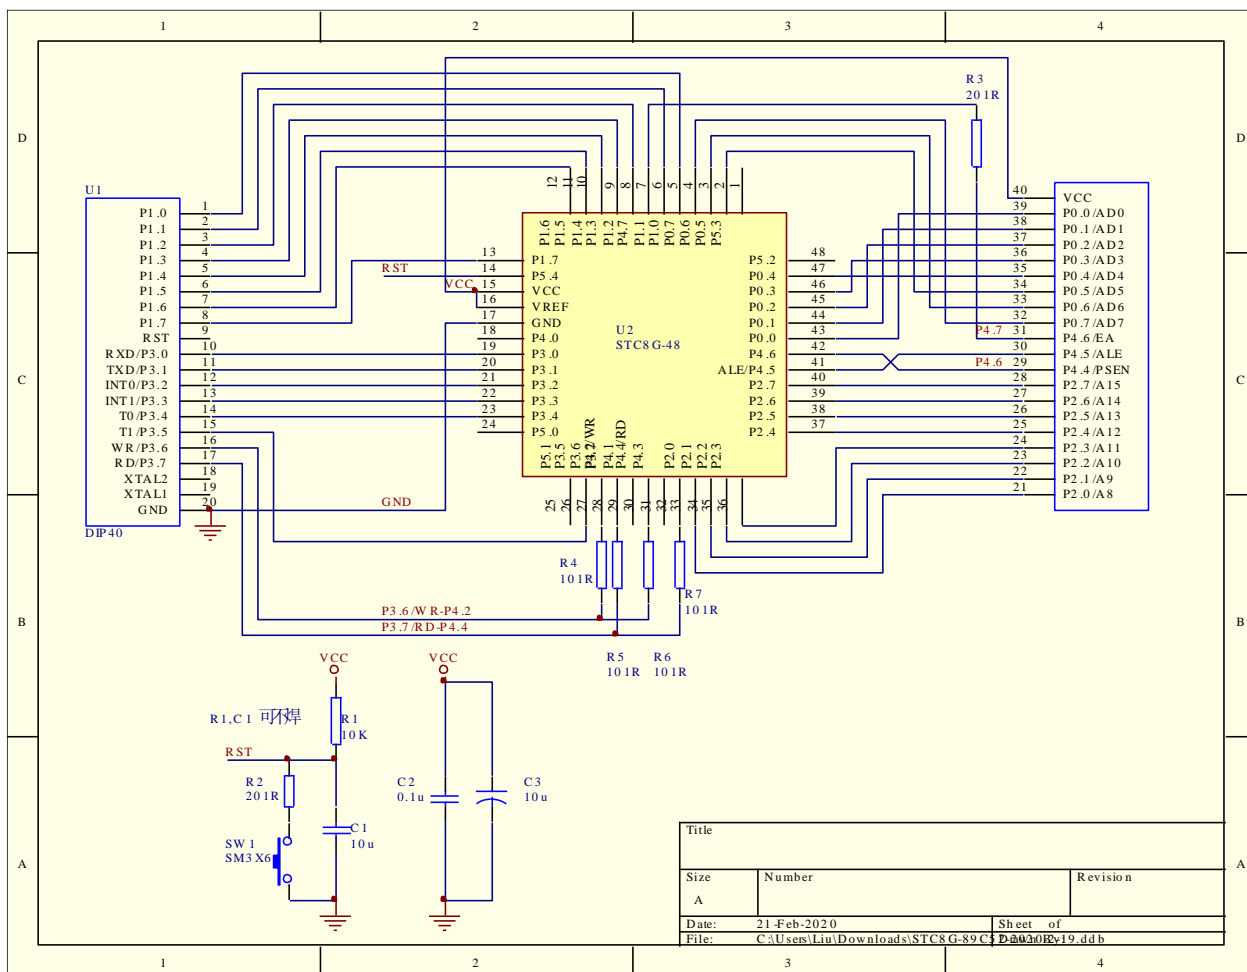 1 2 3 4
D D
C C
B B
A A
R3
201R
U1
P1.0 1
P1.1 2
P1.2 3
P1.3 4
P1.4 5
P1.5 6
P1.6 7
P1.7 8
RST 9
RXD/P3.0 10
TXD/P3.1 11
INT0/P3.2 12
INT1/P3.3 13
T0/P3.4 14
T1/P3.5 15
WR/P3.6 16
RD/P3.7 17
XTAL2 18
XTAL1 19
GND 20
DIP40
12 11 10 9 8 7 6 5 4 3 2 1
P1.6 P1.5 P1.4 P1.3 P1.2 P4.7 P1.1 P1.0 P0.7 P0.6 P0.5 P5.3
13 P1.7
14 P5.4
15 VCC
16 VREF
17 GND
18 P4.0
19 P3.0
20 P3.1
21 P3.2
22 P3.3
23 P3.4
24 P5.0
RST
VCC
GND
U2
STC8G-48
P5.2 48
P0.4 47
P0.3 46
P0.2 45
P0.1 44
P0.0 43
P4.6 42
ALE/P4.5 41
P2.7 40
P2.6 39
P2.5 38
P2.4 37
P5.1 P3.5 P3.6 P3.7 P4.1 P4.4/RD P4.3 P2.0 P2.1 P2.2 P2.3
25 26 27 28 29 30 31 32 33 34 35 36
40 VCC
39 P0.0/AD0
38 P0.1/AD1
37 P0.2/AD2
36 P0.3/AD3
35 P0.4/AD4
34 P0.5/AD5
33 P0.6/AD6
32 P0.7/AD7
31 P4.6/EA
30 P4.5/ALE
29 P4.4/PSEN
28 P2.7/A15
27 P2.6/A14
26 P2.5/A13
25 P2.4/A12
24 P2.3/A11
23 P2.2/A10
22 P2.1/A9
21 P2.0/A8
P4.7
P4.6
R4
101R
R7
101R
P3.6/WR-P4.2
P3.7/RD-P4.4
R5 R6
101R 101R
VCC VCC
R1,C1 可不焊
R1
10K
RST
R2
201R
C2
0.1u
C3
10u
SW1
SM3X6
C1
10u
Title
Size Number Revision
A
Date: 21-Feb-2020 Sheet of
File: C:\Users\Liu\Downloads\STC8G-89C52-2020-2-19.ddb
1 2 3 4